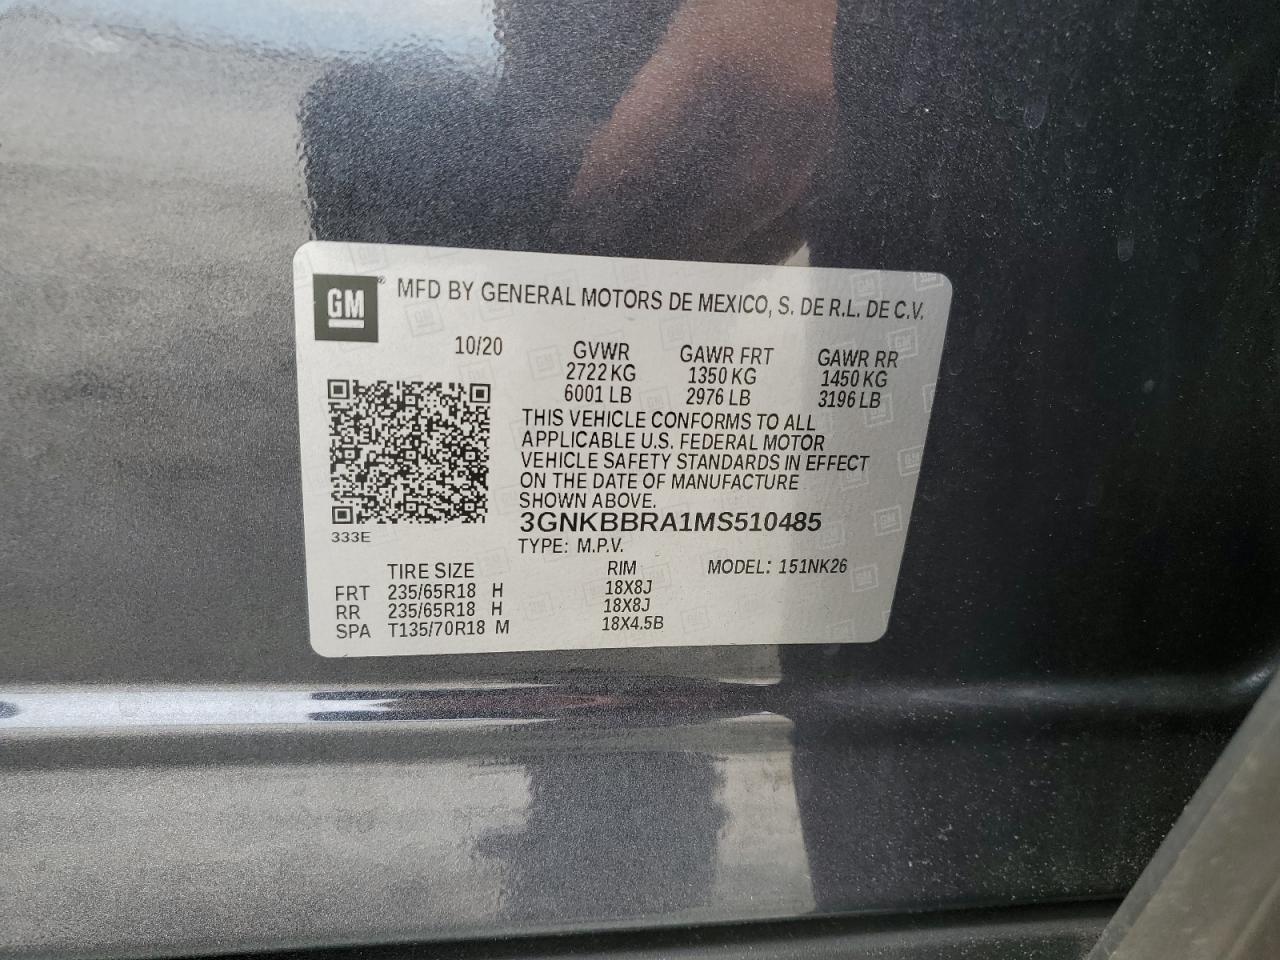 GM ® MFD BY GENERAL MOTORS DE MEXICO, S. DE R.L. DE C.V.
10/20 GVWR GAWR FRT GAWR RR
2722 KG 1350 KG 1450 KG
6001 LB 2976 LB 3196 LB
THIS VEHICLE CONFORMS TO ALL
APPLICABLE U.S. FEDERAL MOTOR
VEHICLE SAFETY STANDARDS IN EFFECT
ON THE DATE OF MANUFACTURE
SHOWN ABOVE.
3GNKBBRA1MS510485
333E
TYPE: M.P.V. MODEL: 151NK26
TIRE SIZE RIM
FRT 235/65R18 H 18X8J
RR 235/65R18 H 18X8J
SPA T135/70R18 M 18X4.5B